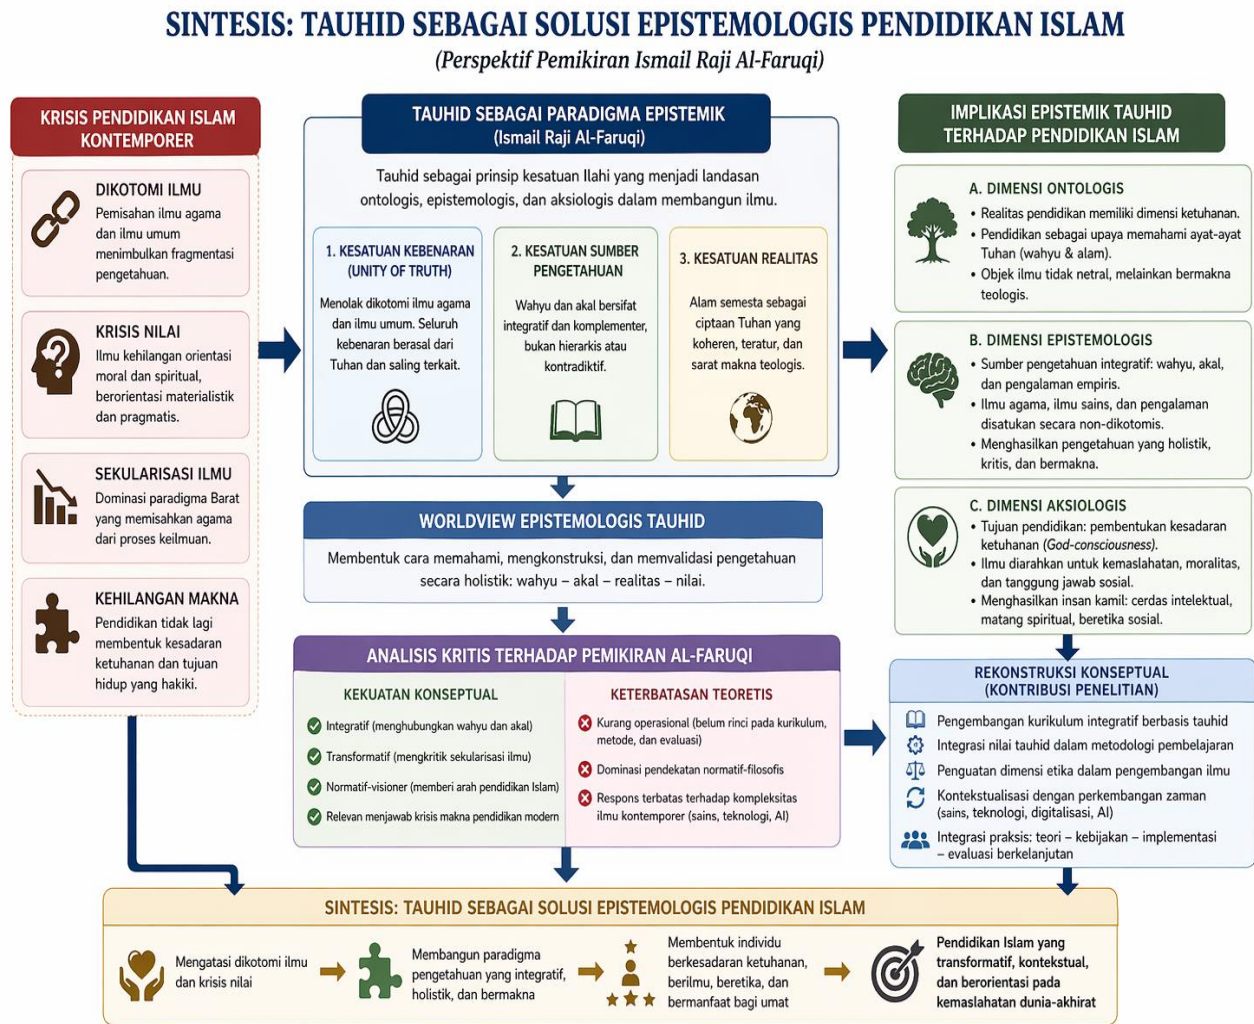 SINTESIS: TAUHID SEBAGAI SOLUSI EPISTEMOLOGIS PENDIDIKAN ISLAM
(Perspektif Pemikiran Ismail Raji Al-Faruqi)
KRISIS PENDIDIKAN ISLAM
KONTEMPORER
DIKOTOMI ILMU
Pemisahan ilmu agama
dan ilmu umum
menimbulkan fragmentasi
pengetahuan.
KRISIS NILAI
Ilmu kehilangan orientasi
moral dan spiritual,
berorientasi materialistik
dan pragmatis.
SEKULARISASI ILMU
Dominasi paradigma Barat
yang memisahkan agama
dari proses keilmuan.
KEHILANGAN MAKNA
Pendidikan tidak lagi
membentuk kesadaran
ketuhanan dan tujuan
hidup yang hakiki.
TAUHID SEBAGAI PARADIGMA EPISTEMIK
(Ismail Raji Al-Faruqi)
Tauhid sebagai prinsip kesatuan Ilahi yang menjadi landasan
ontologis, epistemologis, dan aksiologis dalam membangun ilmu.
1. KESATUAN KEBENARAN
(UNITY OF TRUTH)
Menolak dikotomi ilmu agama
dan ilmu umum. Seluruh
kebenaran berasal dari
Tuhan dan saling terkait.
2. KESATUAN SUMBER
PENGETAHUAN
Wahyu dan akal bersifat
integratif dan komplementer,
bukan hierarkis atau
kontradiktif.
3. KESATUAN REALITAS
Alam semesta sebagai
ciptaan Tuhan yang
koheren, teratur, dan
sarat makna teologis.
WORLDVIEW EPISTEMOLOGIS TAUHID
Membentuk cara memahami, mengkonstruksi, dan memvalidasi pengetahuan
secara holistik: wahyu – akal – realitas – nilai.
ANALISIS KRITIS TERHADAP PEMIKIRAN AL-FARUQI
KEKUATAN KONSEPTUAL
Integratif (menghubungkan wahyu dan akal)
Transformatif (mengkritik sekularisasi ilmu)
Normatif-visioner (memberi arah pendidikan Islam)
Relevan menjawab krisis makna pendidikan modern
KETERBATASAN TEORETIS
Kurang operasional (belum rinci pada kurikulum,
metode, dan evaluasi)
Dominasi pendekatan normatif-filosofis
Respons terbatas terhadap kompleksitas
ilmu kontemporer (sains, teknologi, AI)
IMPLIKASI EPISTEMIK TAUHID
TERHADAP PENDIDIKAN ISLAM
A. DIMENSI ONTOLOGIS
• Realitas pendidikan memiliki dimensi ketuhanan.
• Pendidikan sebagai upaya memahami ayat-ayat
Tuhan (wahyu & alam).
• Objek ilmu tidak netral, melainkan bermakna
teologis.
B. DIMENSI EPISTEMOLOGIS
• Sumber pengetahuan integratif: wahyu, akal,
dan pengalaman empiris.
• Ilmu agama, ilmu sains, dan pengalaman
disatukan secara non-dikotomis.
• Menghasilkan pengetahuan yang holistik,
kritis, dan bermakna.
C. DIMENSI AKSIOLOGIS
• Tujuan pendidikan: pembentukan kesadaran
ketuhanan (God-consciousness).
• Ilmu diarahkan untuk kemaslahatan, moralitas,
dan tanggung jawab sosial.
• Menghasilkan insan kamil: cerdas intelektual,
matang spiritual, beretika sosial.
REKONSTRUKSI KONSEPTUAL
(KONTRIBUSI PENELITIAN)
Pengembangan kurikulum integratif berbasis tauhid
Integrasi nilai tauhid dalam metodologi pembelajaran
Penguatan dimensi etika dalam pengembangan ilmu
Kontekstualisasi dengan perkembangan zaman
(sains, teknologi, digitalisasi, AI)
Integrasi praksis: teori – kebijakan – implementasi
– evaluasi berkelanjutan
SINTESIS: TAUHID SEBAGAI SOLUSI EPISTEMOLOGIS PENDIDIKAN ISLAM
Mengatasi dikotomi ilmu
dan krisis nilai
Membangun paradigma
pengetahuan yang integratif,
holistik, dan bermakna
Membentuk individu
berkesadaran ketuhanan,
berilmu, beretika, dan
bermanfaat bagi umat
Pendidikan Islam yang
transformatif, kontekstual,
dan berorientasi pada
kemaslahatan dunia-akhirat